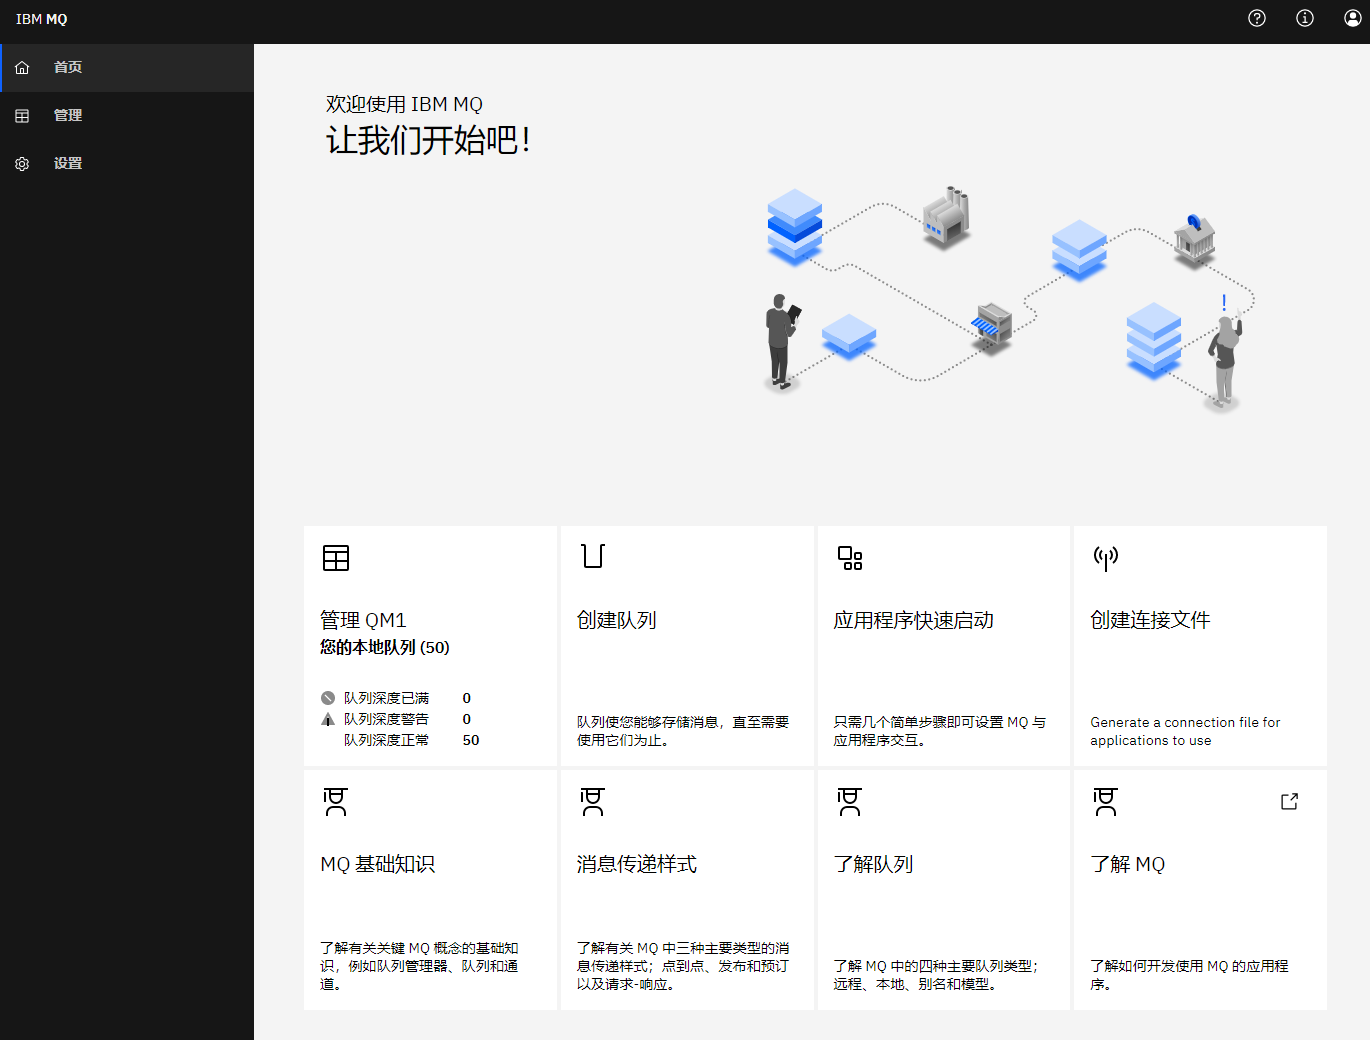 IBM MQ
首页
管理
设置
欢迎使用 IBM MQ
让我们开始吧！
管理 QM1
您的本地队列 (50)
队列深度已满 0
队列深度警告 0
队列深度正常 50
创建队列
队列使您能够存储消息，直至需要
使用它们为止。
应用程序快速启动
只需几个简单步骤即可设置 MQ 与
应用程序交互。
创建连接文件
Generate a connection file for
applications to use
MQ 基础知识
了解有关关键 MQ 概念的基础知
识，例如队列管理器、队列和通
道。
消息传递样式
了解有关 MQ 中三种主要类型的消
息传递样式；点到点、发布和预订
以及请求-响应。
了解队列
了解 MQ 中的四种主要队列类型；
远程、本地、别名和模型。
了解 MQ
了解如何开发使用 MQ 的应用程
序。